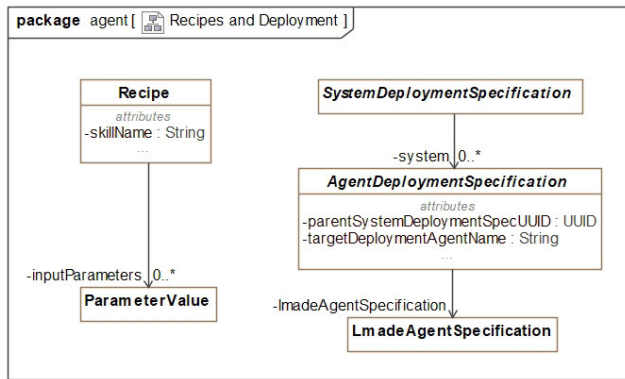 package agent [ Recipes and Deployment ]
Recipe
attributes
-skillName : String
...
-inputParameters 0..*
ParameterValue
SystemDeploymentSpecification
-system 0..*
AgentDeploymentSpecification
attributes
-parentSystemDeploymentSpecUUID : UUID
-targetDeploymentAgentName : String
...
-lmadeAgentSpecification
LmadeAgentSpecification